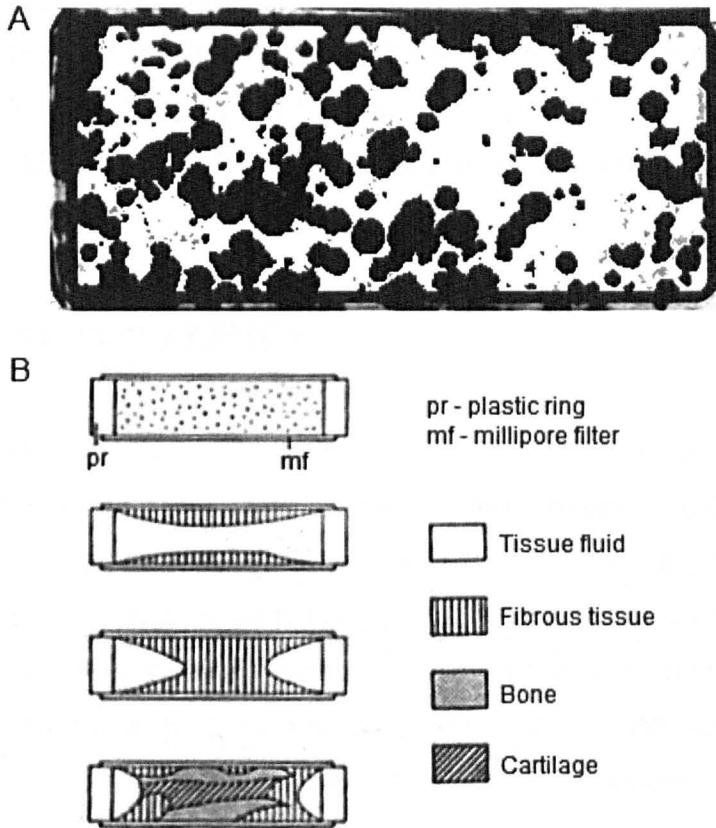 A
B
pr
mf
pr - plastic ring
mf - millipore filter
Tissue fluid
Fibrous tissue
Bone
Cartilage